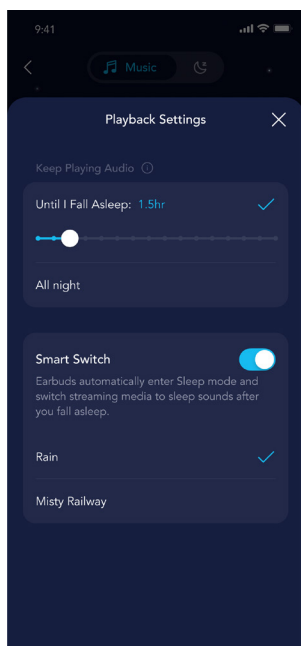 9:41
Music
Playback Settings
Keep Playing Audio
Until I Fall Asleep: 1.5hr
All night
Smart Switch
Earbuds automatically enter Sleep mode and
switch streaming media to sleep sounds after
you fall asleep.
Rain
Misty Railway